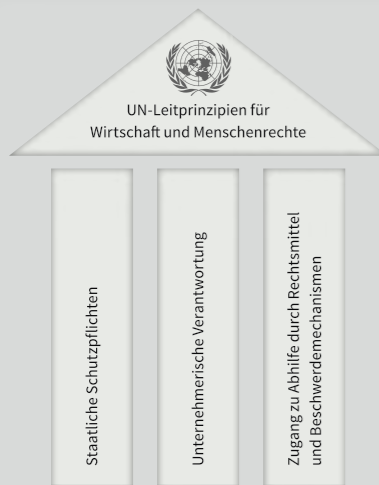 UN-Leitprinzipien für
Wirtschaft und Menschenrechte
Staatliche Schutzpflichten
Unternehmerische Verantwortung
Zugang zu Abhilfe durch Rechtsmittel
und Beschwerdemechanismen